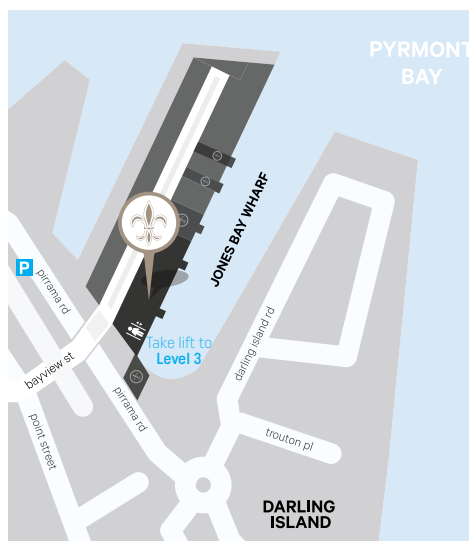 PYRMONT
BAY
JONES BAY WHARF
P
pirrama rd
Take lift to
Level 3
bayview st
darling island rd
pirrama rd
point street
trouton pl
DARLING
ISLAND